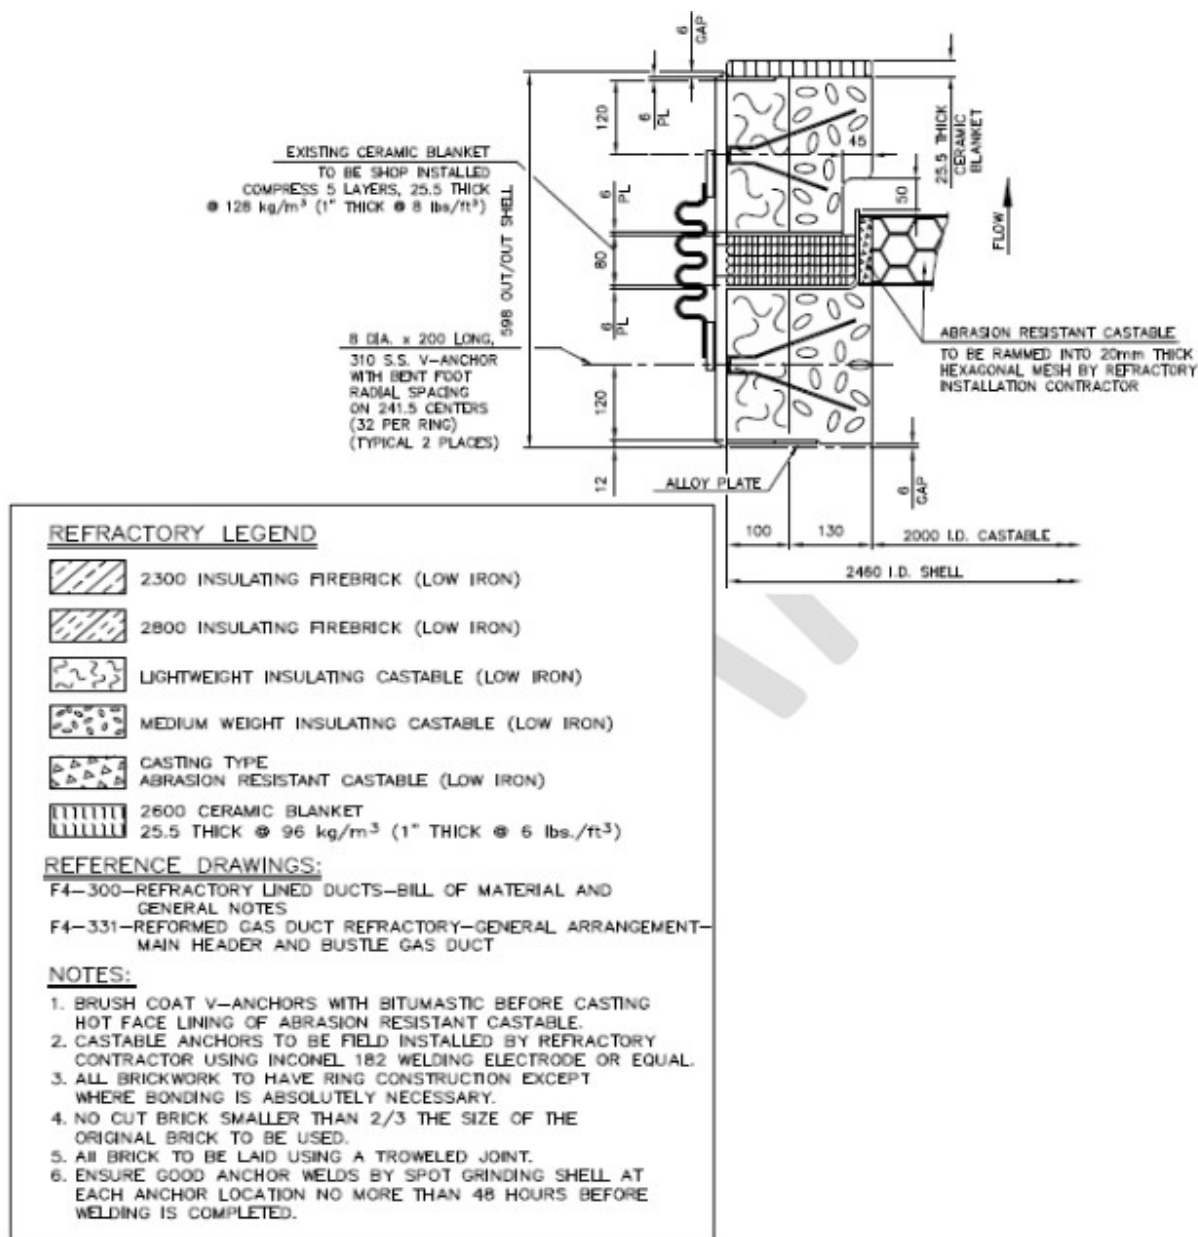 6
GAP
6
PL
120
45
25.5 THICK
CERAMIC
BLANKET
EXISTING CERAMIC BLANKET
TO BE SHOP INSTALLED
COMPRESS 5 LAYERS, 25.5 THICK
@ 128 kg/m³ (1" THICK @ 8 lbs/ft³)
598 OUT/OUT SHELL
6
PL
50
FLOW
80
6
PL
8 DIA. x 200 LONG,
310 S.S. V-ANCHOR
WITH BENT FOOT
RADIAL SPACING
ON 241.5 CENTERS
(32 PER RING)
(TYPICAL 2 PLACES)
ABRASION RESISTANT CASTABLE
TO BE RAMMED INTO 20mm THICK
HEXAGONAL MESH BY REFRACTORY
INSTALLATION CONTRACTOR
120
12
ALLOY PLATE
6
GAP
100
130
2000 I.D. CASTABLE
2460 I.D. SHELL
REFRACTORY LEGEND
2300 INSULATING FIREBRICK (LOW IRON)
2800 INSULATING FIREBRICK (LOW IRON)
LIGHTWEIGHT INSULATING CASTABLE (LOW IRON)
MEDIUM WEIGHT INSULATING CASTABLE (LOW IRON)
CASTING TYPE
ABRASION RESISTANT CASTABLE (LOW IRON)
2600 CERAMIC BLANKET
25.5 THICK @ 96 kg/m³ (1" THICK @ 6 lbs./ft³)
REFERENCE DRAWINGS:
F4-300-REFRACTORY LINED DUCTS-BILL OF MATERIAL AND
GENERAL NOTES
F4-331-REFORMED GAS DUCT REFRACTORY-GENERAL ARRANGEMENT-
MAIN HEADER AND BUSTLE GAS DUCT
NOTES:
1. BRUSH COAT V-ANCHORS WITH BITUMASTIC BEFORE CASTING
HOT FACE LINING OF ABRASION RESISTANT CASTABLE.
2. CASTABLE ANCHORS TO BE FIELD INSTALLED BY REFRACTORY
CONTRACTOR USING INCONEL 182 WELDING ELECTRODE OR EQUAL.
3. ALL BRICKWORK TO HAVE RING CONSTRUCTION EXCEPT
WHERE BONDING IS ABSOLUTELY NECESSARY.
4. NO CUT BRICK SMALLER THAN 2/3 THE SIZE OF THE
ORIGINAL BRICK TO BE USED.
5. All BRICK TO BE LAID USING A TROWELED JOINT.
6. ENSURE GOOD ANCHOR WELDS BY SPOT GRINDING SHELL AT
EACH ANCHOR LOCATION NO MORE THAN 48 HOURS BEFORE
WELDING IS COMPLETED.